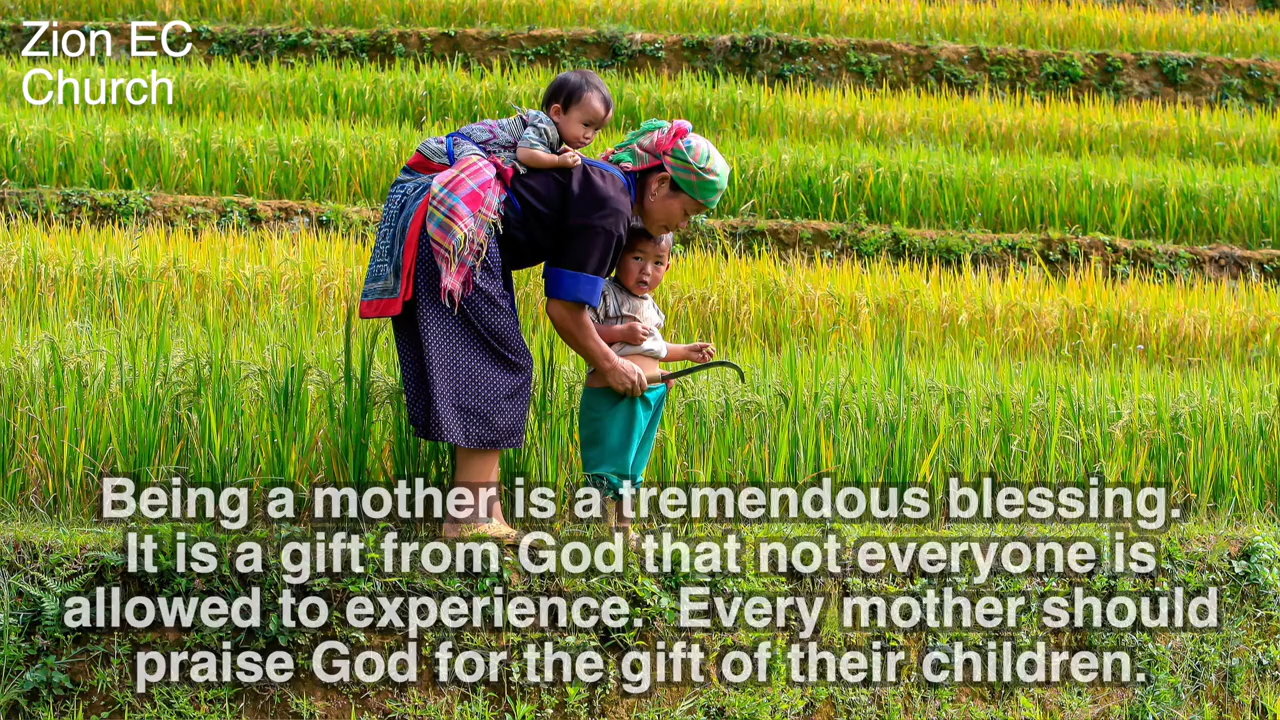 Zion EC
Church
Being a mother is a tremendous blessing.
It is a gift from God that not everyone is
allowed to experience.  Every mother should
praise God for the gift of their children.